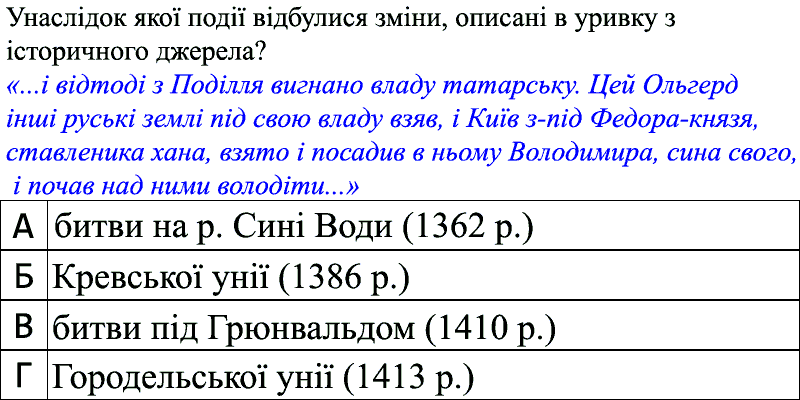 Унаслідок якої події відбулися зміни, описані в уривку з
історичного джерела?
«...і відтоді з Поділля вигнано владу татарську. Цей Ольгерд
інші руські землі під свою владу взяв, і Київ з-під Федора-князя,
ставленика хана, взято і посадив в ньому Володимира, сина свого,
і почав над ними володіти...»
А битви на р. Сині Води (1362 р.)
Б Кревської унії (1386 р.)
В битви під Грюнвальдом (1410 р.)
Г Городельської унії (1413 р.)